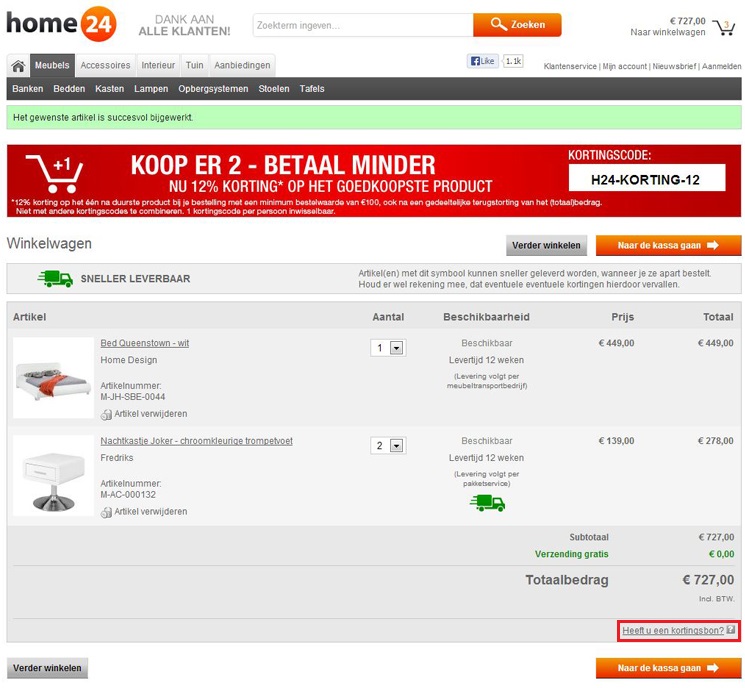 home24
DANK AAN
ALLE KLANTEN!
Zoekterm ingeven...
Zoeken
€ 727,00
Naar winkelwagen
3
Meubels
Accessoires
Interieur
Tuin
Aanbiedingen
Like
1.1k
Klantenservice | Mijn account | Nieuwsbrief | Aanmelden
Banken Bedden Kasten Lampen Opbergsystemen Stoelen Tafels
Het gewenste artikel is succesvol bijgewerkt.
+1
KOOP ER 2 - BETAAL MINDER
NU 12% KORTING* OP HET GOEDKOOPSTE PRODUCT
KORTINGSCODE:
H24-KORTING-12
*12% korting op het één na duurste product bij je bestelling met een minimum bestelwaarde van €100, ook na een gedeeltelijke terugstorting van het (totaal)bedrag.
Niet met andere kortingscodes te combineren. 1 kortingscode per persoon inwisselbaar.
Winkelwagen
Verder winkelen
Naar de kassa gaan
SNELLER LEVERBAAR
Artikel(en) met dit symbool kunnen sneller geleverd worden, wanneer je ze apart bestelt.
Houd er wel rekening mee, dat eventuele eventuele kortingen hierdoor vervallen.
Artikel Aantal Beschikbaarheid Prijs Totaal
Bed Queenstown - wit
Home Design
Artikelnummer:
M-JH-SBE-0044
Artikel verwijderen
1
Beschikbaar
Levertijd 12 weken
(Levering volgt per
meubeltransportbedrijf)
€ 449,00
€ 449,00
Nachtkastje Joker - chroomkleurige trompetvoet
Fredriks
Artikelnummer:
M-AC-000132
Artikel verwijderen
2
Beschikbaar
Levertijd 12 weken
(Levering volgt per
pakketservice)
€ 139,00
€ 278,00
Subtotaal € 727,00
Verzending gratis € 0,00
Totaalbedrag € 727,00
Incl. BTW.
Heeft u een kortingsbon? ?
Verder winkelen
Naar de kassa gaan